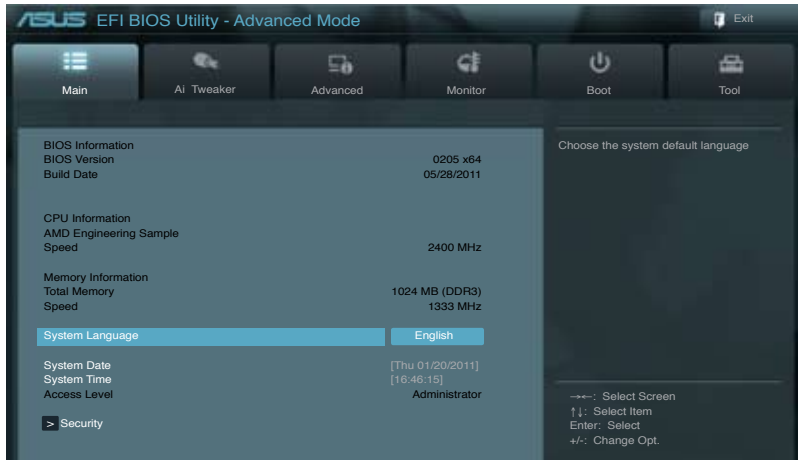 ASUS EFI BIOS Utility - Advanced Mode
Exit
Main
Ai Tweaker
Advanced
Monitor
Boot
Tool
BIOS Information
BIOS Version 0205 x64
Build Date 05/28/2011
CPU Information
AMD Engineering Sample
Speed 2400 MHz
Memory Information
Total Memory 1024 MB (DDR3)
Speed 1333 MHz
System Language English
System Date [Thu 01/20/2011]
System Time [16:46:15]
Access Level Administrator
> Security
Choose the system default language
→←: Select Screen
↑↓: Select Item
Enter: Select
+/-: Change Opt.